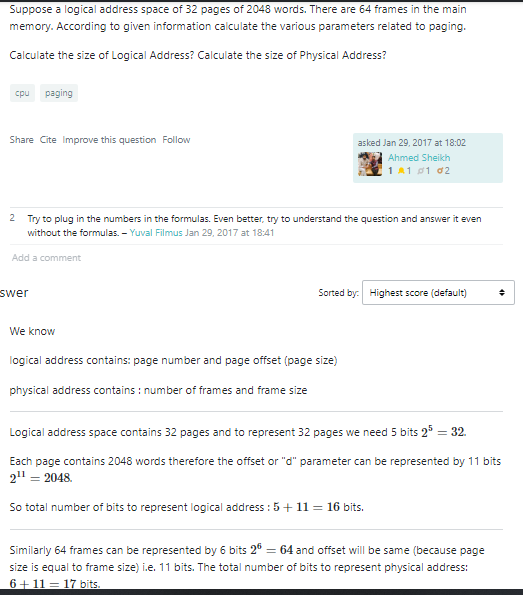 Suppose a logical address space of 32 pages of 2048 words. There are 64 frames in the main
memory. According to given information calculate the various parameters related to paging.
Calculate the size of Logical Address? Calculate the size of Physical Address?
cpu paging
Share Cite Improve this question Follow
asked Jan 29, 2017 at 18:02
Ahmed Sheikh
1 1 1 2
2 Try to plug in the numbers in the formulas. Even better, try to understand the question and answer it even
without the formulas. – Yuval Filmus Jan 29, 2017 at 18:41
Add a comment
swer
Sorted by: Highest score (default)
We know
logical address contains: page number and page offset (page size)
physical address contains : number of frames and frame size
Logical address space contains 32 pages and to represent 32 pages we need 5 bits 2⁵ = 32.
Each page contains 2048 words therefore the offset or "d" parameter can be represented by 11 bits
2¹¹ = 2048.
So total number of bits to represent logical address : 5 + 11 = 16 bits.
Similarly 64 frames can be represented by 6 bits 2⁶ = 64 and offset will be same (because page
size is equal to frame size) i.e. 11 bits. The total number of bits to represent physical address:
6 + 11 = 17 bits.